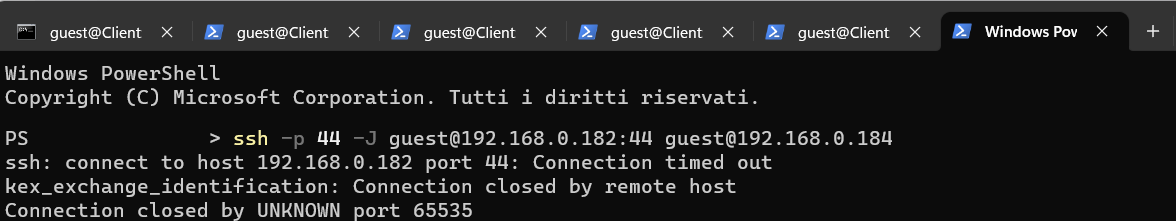 guest@Client guest@Client guest@Client guest@Client guest@Client Windows Pow
Windows PowerShell
Copyright (C) Microsoft Corporation. Tutti i diritti riservati.
PS > ssh -p 44 -J guest@192.168.0.182:44 guest@192.168.0.184
ssh: connect to host 192.168.0.182 port 44: Connection timed out
kex_exchange_identification: Connection closed by remote host
Connection closed by UNKNOWN port 65535